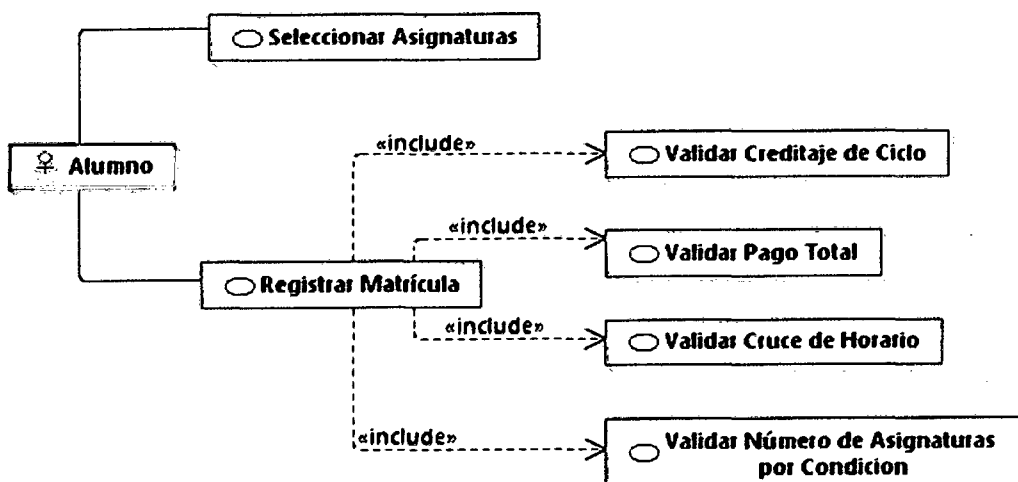 Seleccionar Asignaturas
«include»
Validar Creditaje de Ciclo
Alumno
«include»
Validar Pago Total
Registrar Matrícula
«include»
Validar Cruce de Horario
«include»
Validar Número de Asignaturas
por Condicion